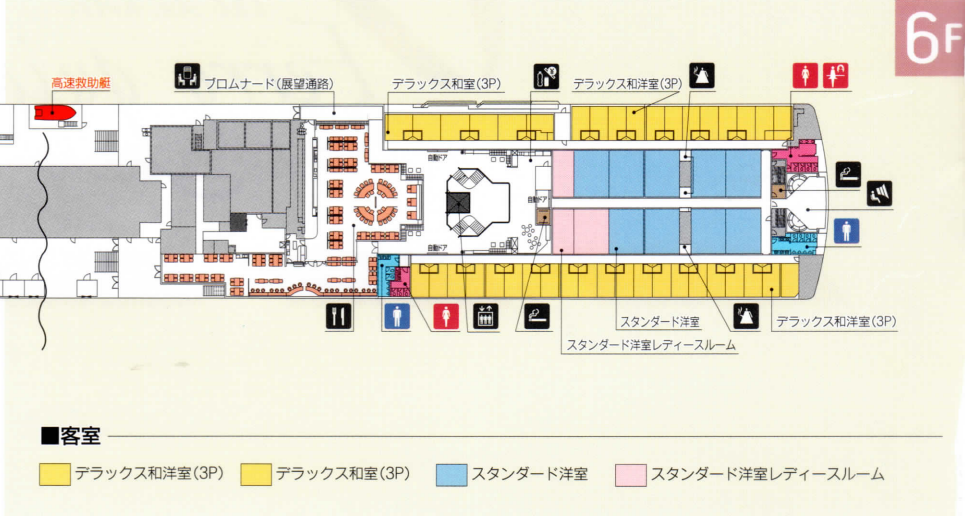 6F
高速救助艇
プロムナード(展望通路)
デラックス和室(3P)
デラックス和洋室(3P)
自動ドア
自動ドア
自動ドア
自動ドア
スタンダード洋室
デラックス和洋室(3P)
スタンダード洋室レディースルーム
■客室
デラックス和洋室(3P)
デラックス和室(3P)
スタンダード洋室
スタンダード洋室レディースルーム